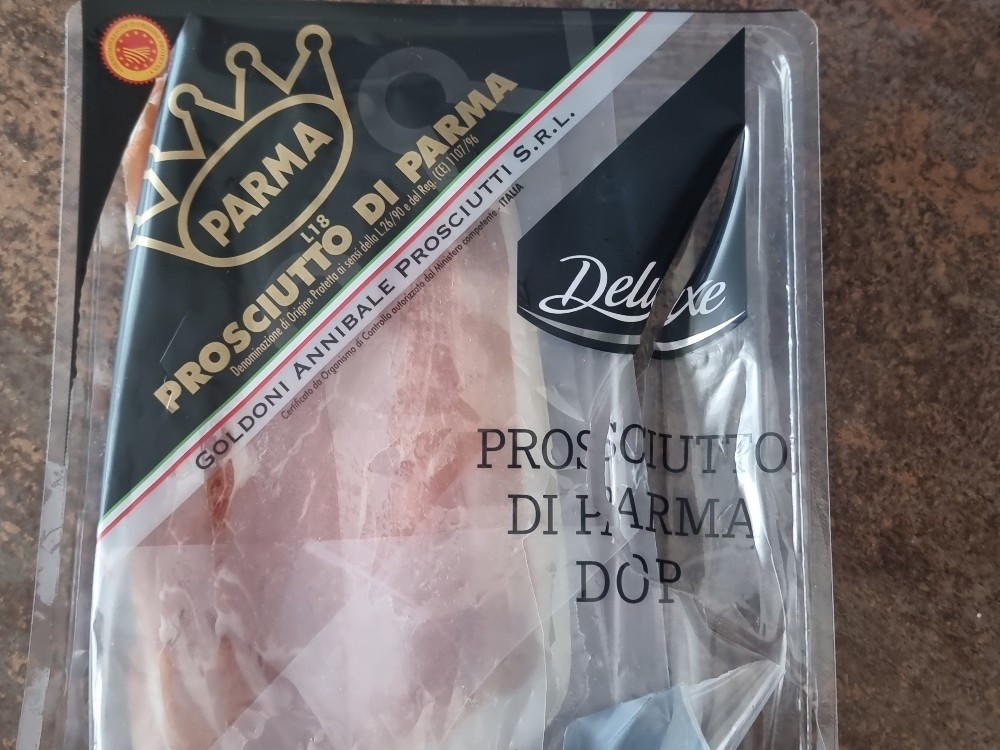 PARMA
L18
PROSCIUTTO DI PARMA
Denominazione di Origine Protetta ai sensi della L.26/90 e del Reg. (CE) 1107/96
GOLDONI ANNIBALE PROSCIUTTI S.R.L.
Certificato da Organismo di Controllo autorizzato dal Ministero competente - ITALIA
Deluxe
PROSCIUTTO
DI PARMA
DOP